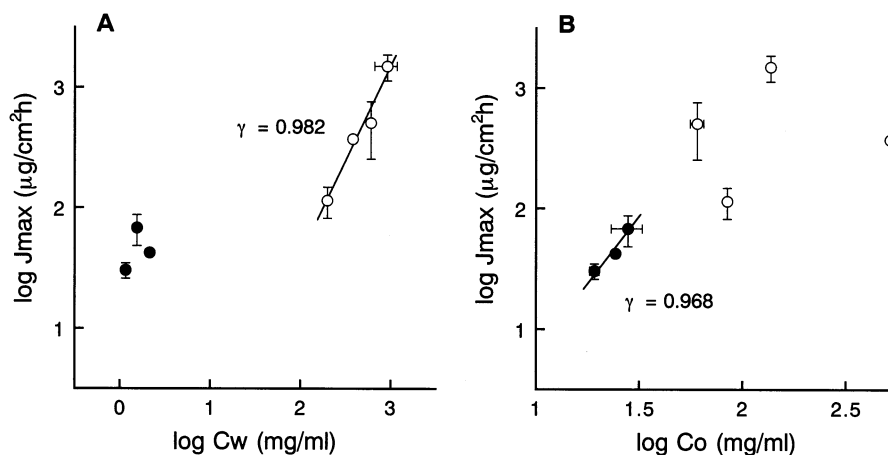 A
log Jmax (μg/cm²h)
3
2
1
γ = 0.982
0
1
2
3
log Cw (mg/ml)
B
log Jmax (μg/cm²h)
3
2
1
γ = 0.968
1
1.5
2
2.5
log Co (mg/ml)